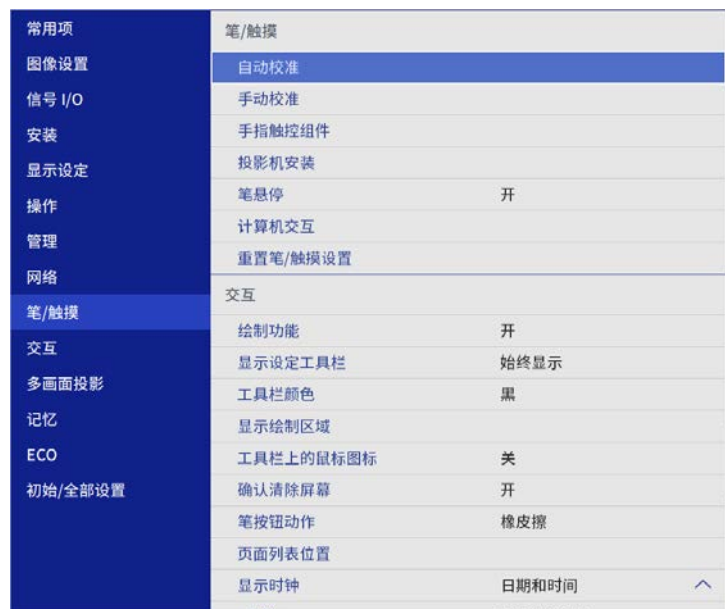 常用项
图像设置
信号 I/O
安装
显示设定
操作
管理
网络
笔/触摸
交互
多画面投影
记忆
ECO
初始/全部设置
笔/触摸
自动校准
手动校准
手指触控组件
投影机安装
笔悬停 开
计算机交互
重置笔/触摸设置
交互
绘制功能 开
显示设定工具栏 始终显示
工具栏颜色 黑
显示绘制区域
工具栏上的鼠标图标 关
确认清除屏幕 开
笔按钮动作 橡皮擦
页面列表位置
显示时钟 日期和时间